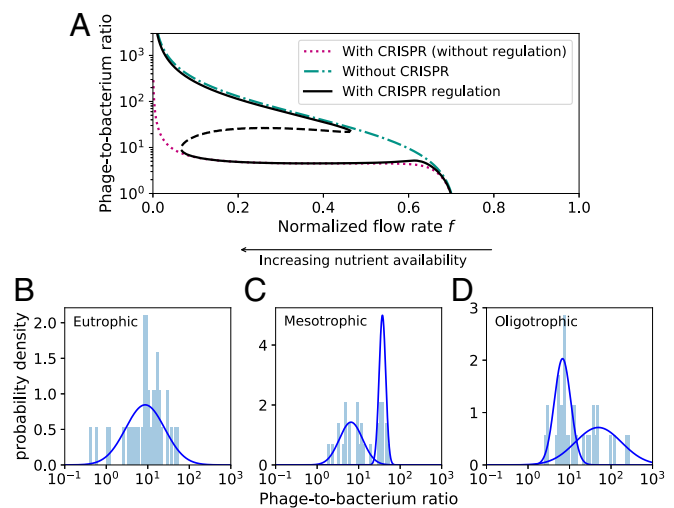 A
Phage-to-bacterium ratio
10³
10²
10¹
10⁰
With CRISPR (without regulation)
Without CRISPR
With CRISPR regulation
0.0 0.2 0.4 0.6 0.8 1.0
Normalized flow rate f
Increasing nutrient availability
B C D
probability density
Eutrophic
2.0
1.5
1.0
0.5
0.0
10⁻¹ 10⁰ 10¹ 10² 10³
Mesotrophic
4
2
0
10⁻¹ 10⁰ 10¹ 10² 10³
Oligotrophic
3
2
1
0
10⁻¹ 10⁰ 10¹ 10² 10³
Phage-to-bacterium ratio